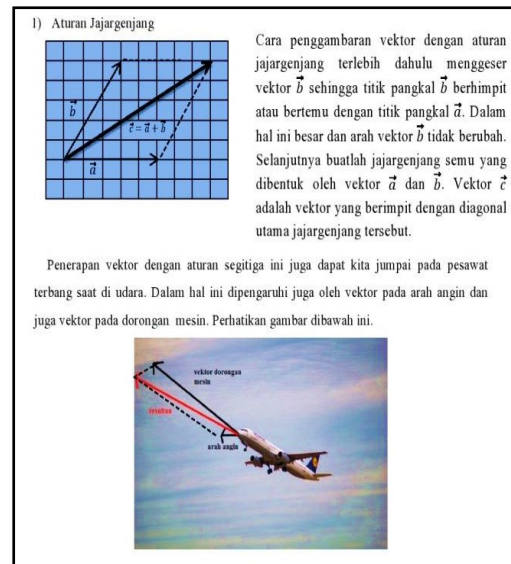 1) Aturan Jajargenjang
b⃗
c⃗ = a⃗ + b⃗
a⃗
Cara penggambaran vektor dengan aturan
jajargenjang terlebih dahulu menggeser
vektor b⃗ sehingga titik pangkal b⃗ berhimpit
atau bertemu dengan titik pangkal a⃗. Dalam
hal ini besar dan arah vektor b⃗ tidak berubah.
Selanjutnya buatlah jajargenjang semu yang
dibentuk oleh vektor a⃗ dan b⃗. Vektor c⃗
adalah vektor yang berimpit dengan diagonal
utama jajargenjang tersebut.
Penerapan vektor dengan aturan segitiga ini juga dapat kita jumpai pada pesawat
terbang saat di udara. Dalam hal ini dipengaruhi juga oleh vektor pada arah angin dan
juga vektor pada dorongan mesin. Perhatikan gambar dibawah ini.
vektor dorongan
mesin
resultan
arah angin